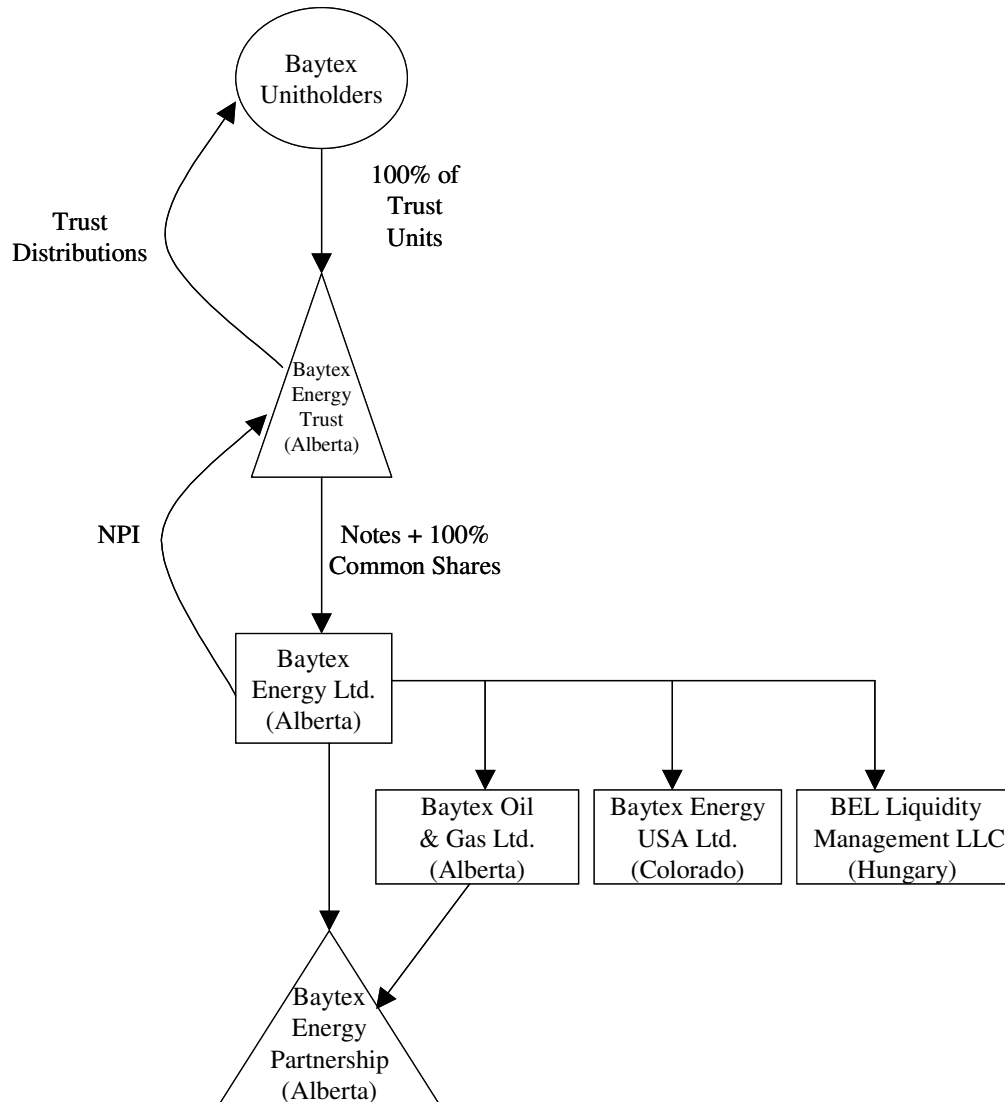 Baytex
Unitholders
100% of
Trust
Units
Trust
Distributions
Baytex
Energy
Trust
(Alberta)
NPI
Notes + 100%
Common Shares
Baytex
Energy Ltd.
(Alberta)
Baytex Oil
& Gas Ltd.
(Alberta)
Baytex Energy
USA Ltd.
(Colorado)
BEL Liquidity
Management LLC
(Hungary)
Baytex
Energy
Partnership
(Alberta)